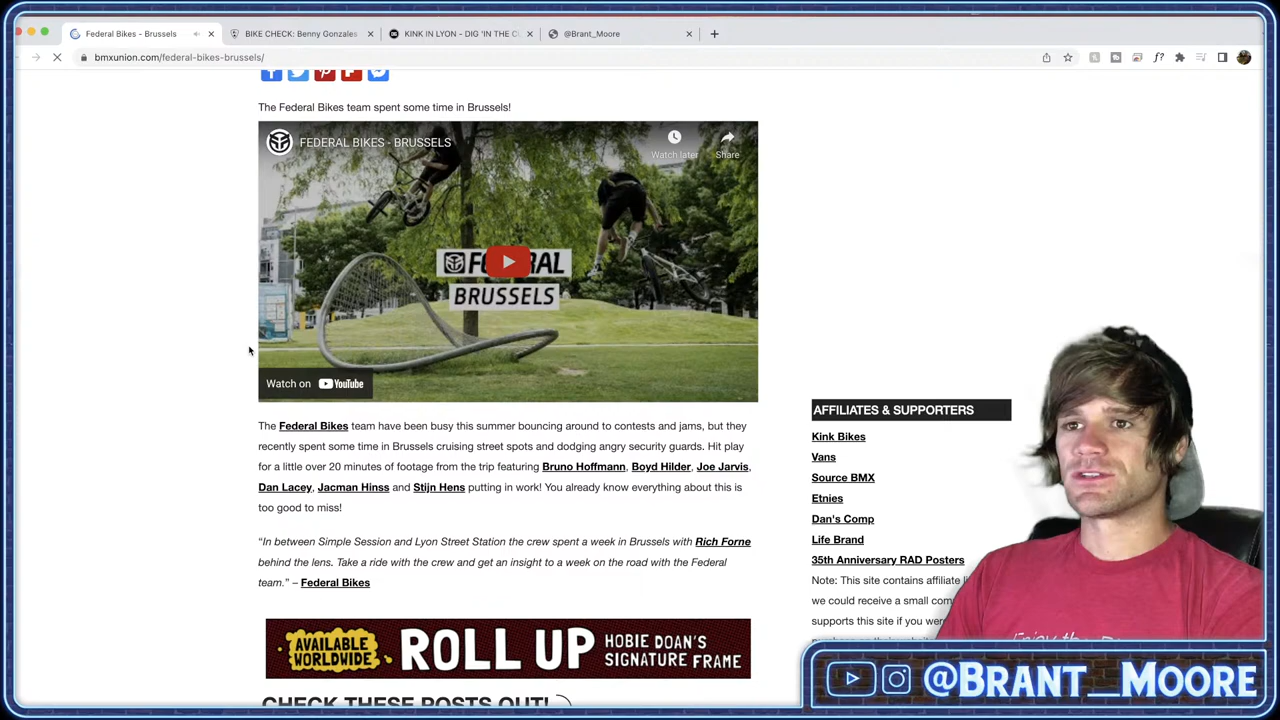 Federal Bikes - Brussels
BIKE CHECK: Benny Gonzales
KINK IN LYON - DIG 'IN THE
@Brant_Moore
bmxunion.com/federal-bikes-brussels/
The Federal Bikes team spent some time in Brussels!
FEDERAL BIKES - BRUSSELS
Watch later
Share
BRUSSELS
Watch on YouTube
The Federal Bikes team have been busy this summer bouncing around to contests and jams, but they
recently spent some time in Brussels cruising street spots and dodging angry security guards. Hit play
for a little over 20 minutes of footage from the trip featuring Bruno Hoffmann, Boyd Hilder, Joe Jarvis,
Dan Lacey, Jacman Hinss and Stijn Hens putting in work! You already know everything about this is
too good to miss!
“In between Simple Session and Lyon Street Station the crew spent a week in Brussels with Rich Forne
behind the lens. Take a ride with the crew and get an insight to a week on the road with the Federal
team.” – Federal Bikes
AVAILABLE WORLDWIDE
ROLL UP
HOBIE DOAN'S
SIGNATURE FRAME
CHECK THESE POSTS OUT!
AFFILIATES & SUPPORTERS
Kink Bikes
Vans
Source BMX
Etnies
Dan's Comp
Life Brand
35th Anniversary RAD Posters
Note: This site contains affiliate
we could receive a small
supports this site if you
@BRANT_MOORE